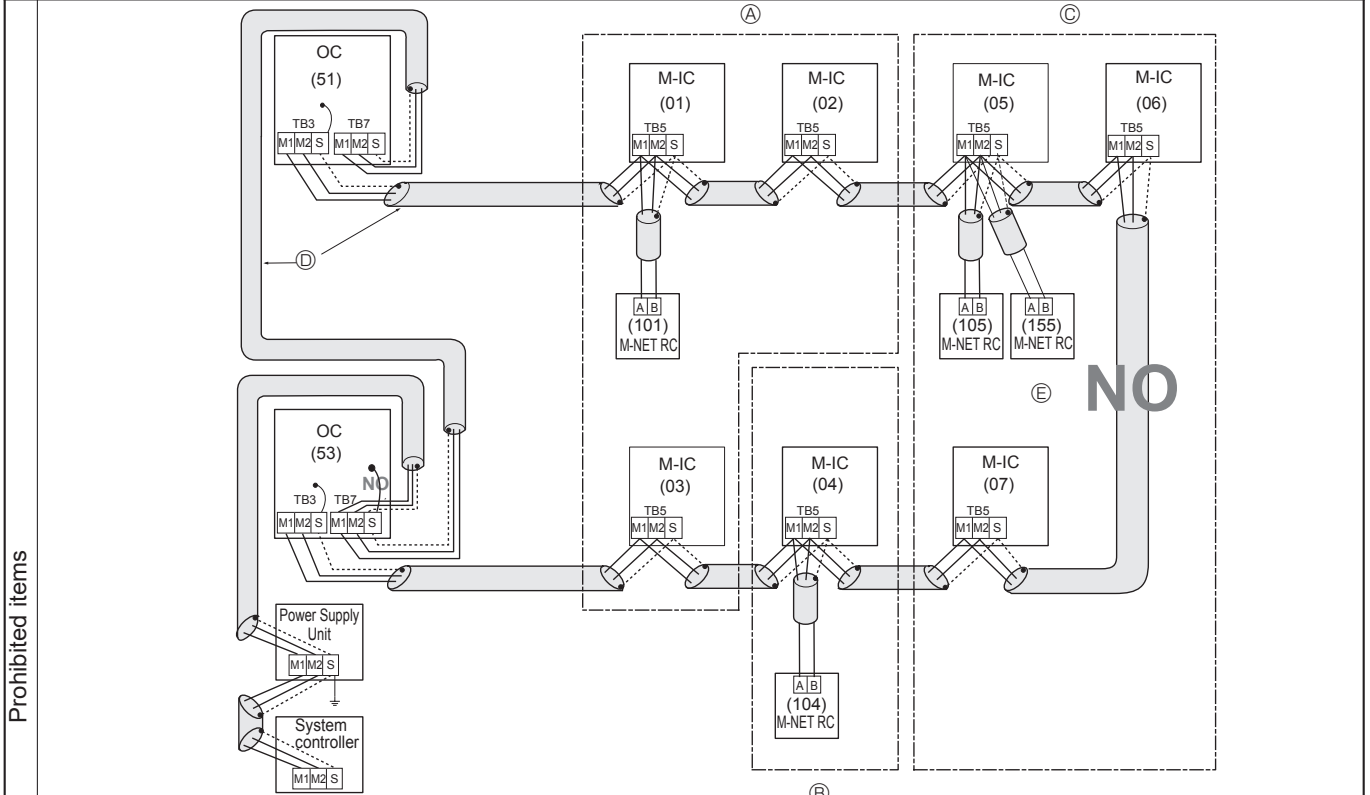 Prohibited items
Ⓐ
Ⓒ
OC
(51)
TB3
TB7
M1 M2 S
M1 M2 S
M-IC
(01)
TB5
M1 M2 S
M-IC
(02)
TB5
M1 M2 S
M-IC
(05)
TB5
M1 M2 S
M-IC
(06)
TB5
M1 M2 S
Ⓓ
A B
(101)
M-NET RC
A B
(105)
M-NET RC
A B
(155)
M-NET RC
Ⓔ
NO
OC
(53)
NO
TB3
TB7
M1 M2 S
M1 M2 S
M-IC
(03)
TB5
M1 M2 S
M-IC
(04)
TB5
M1 M2 S
M-IC
(07)
TB5
M1 M2 S
Power Supply
Unit
M1 M2 S
A B
(104)
M-NET RC
System
controller
M1 M2 S
Ⓑ